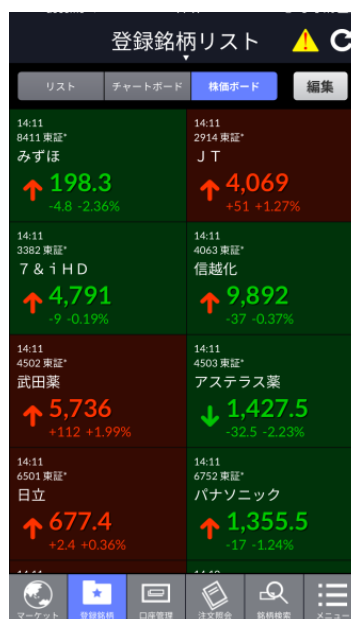 登録銘柄リスト
リスト
チャートボード
株価ボード
編集
14:11
8411 東証*
みずほ
198.3
-4.8 -2.36%
14:11
2914 東証*
ＪＴ
4,069
+51 +1.27%
14:11
3382 東証*
７＆ｉＨＤ
4,791
-9 -0.19%
14:11
4063 東証*
信越化
9,892
-37 -0.37%
14:11
4502 東証*
武田薬
5,736
+112 +1.99%
14:11
4503 東証*
アステラス薬
1,427.5
-32.5 -2.23%
14:11
6501 東証*
日立
677.4
+2.4 +0.36%
14:11
6752 東証*
パナソニック
1,355.5
-17 -1.24%
マーケット
登録銘柄
口座管理
注文照会
銘柄検索
メニュー